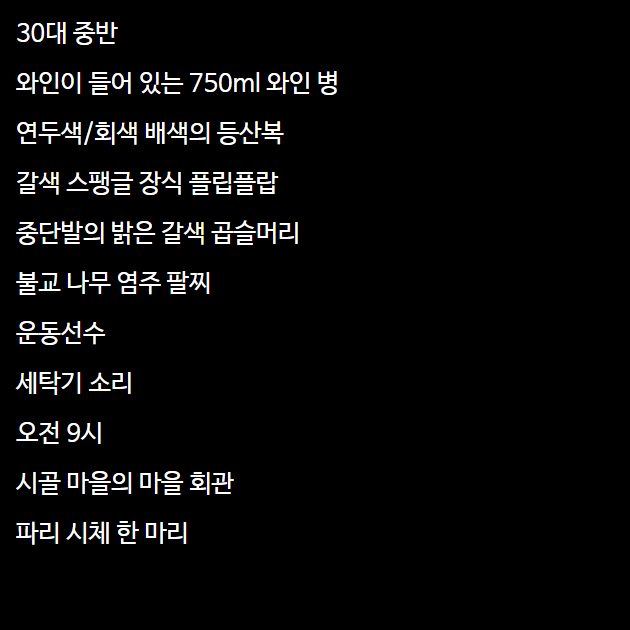 30대 중반
와인이 들어 있는 750ml 와인 병
연두색/회색 배색의 등산복
갈색 스팽글 장식 플립플랍
중단발의 밝은 갈색 곱슬머리
불교 나무 염주 팔찌
운동선수
세탁기 소리
오전 9시
시골 마을의 마을 회관
파리 시체 한 마리